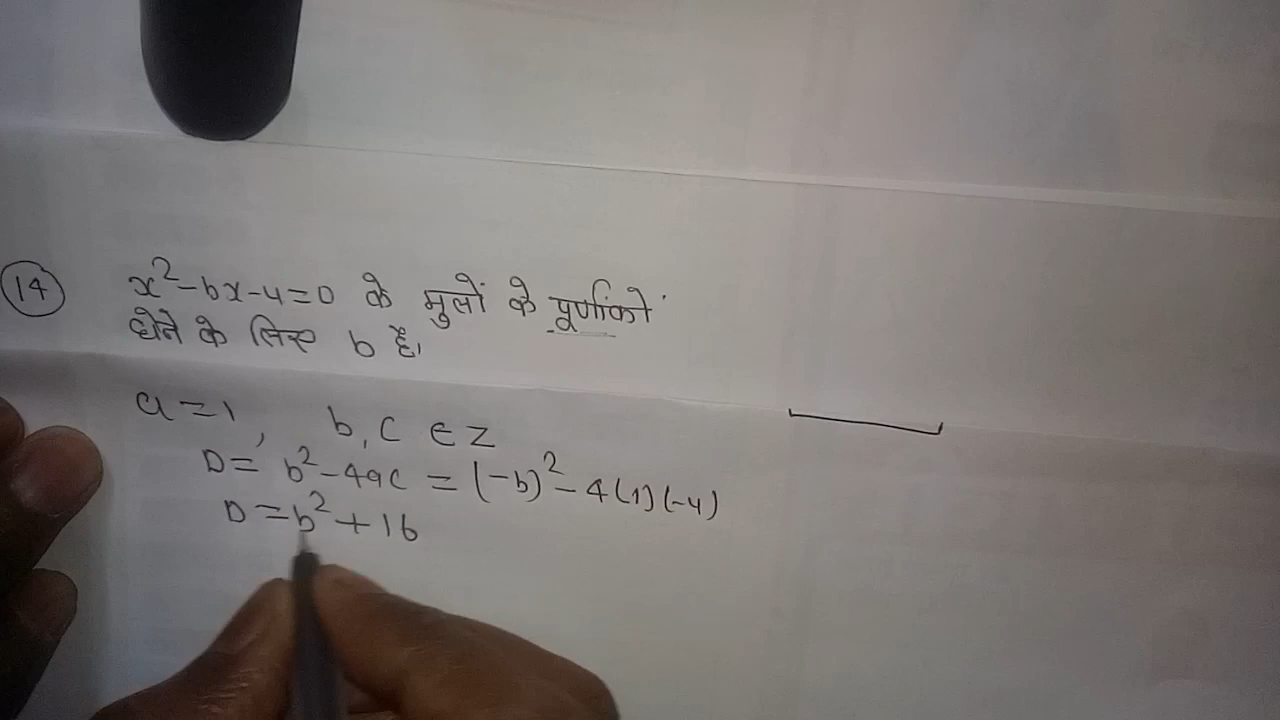 14
x²-bx-4=0 के मुलों के पूर्णांको
होने के लिए b है,
a=1, b, c ∈ Z
D= b²-4ac = (-b)²-4(1)(-4)
D=b²+16